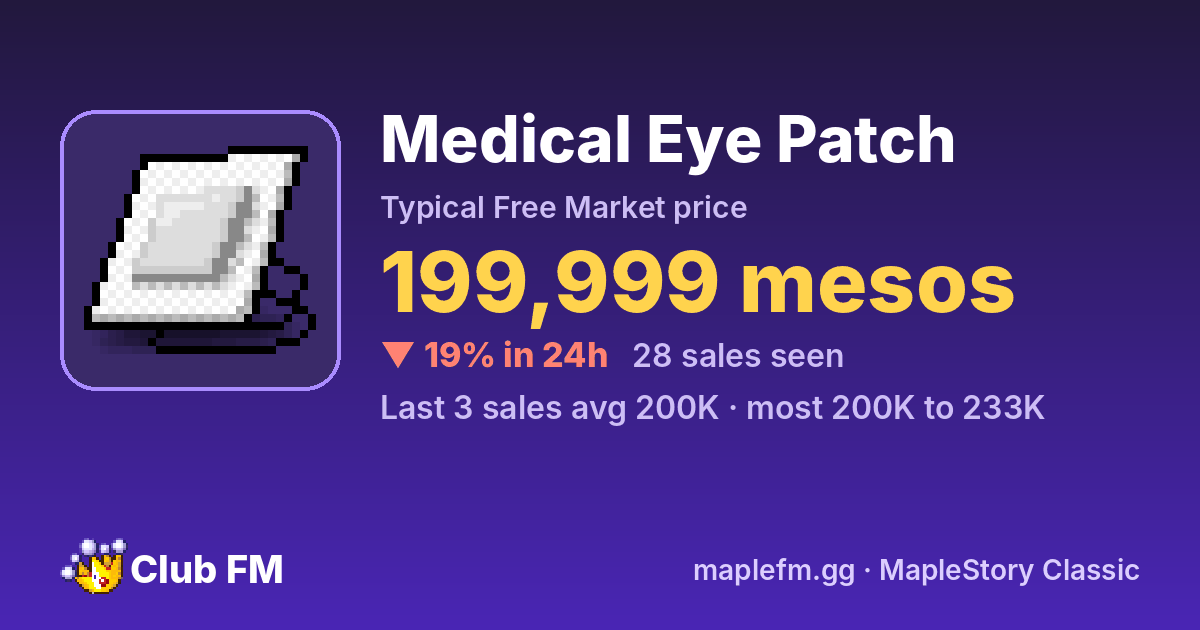 Medical Eye Patch
Typical Free Market price
199,999 mesos
▼ 19% in 24h 28 sales seen
Last 3 sales avg 200K · most 200K to 233K
Club FM
maplefm.gg · MapleStory Classic